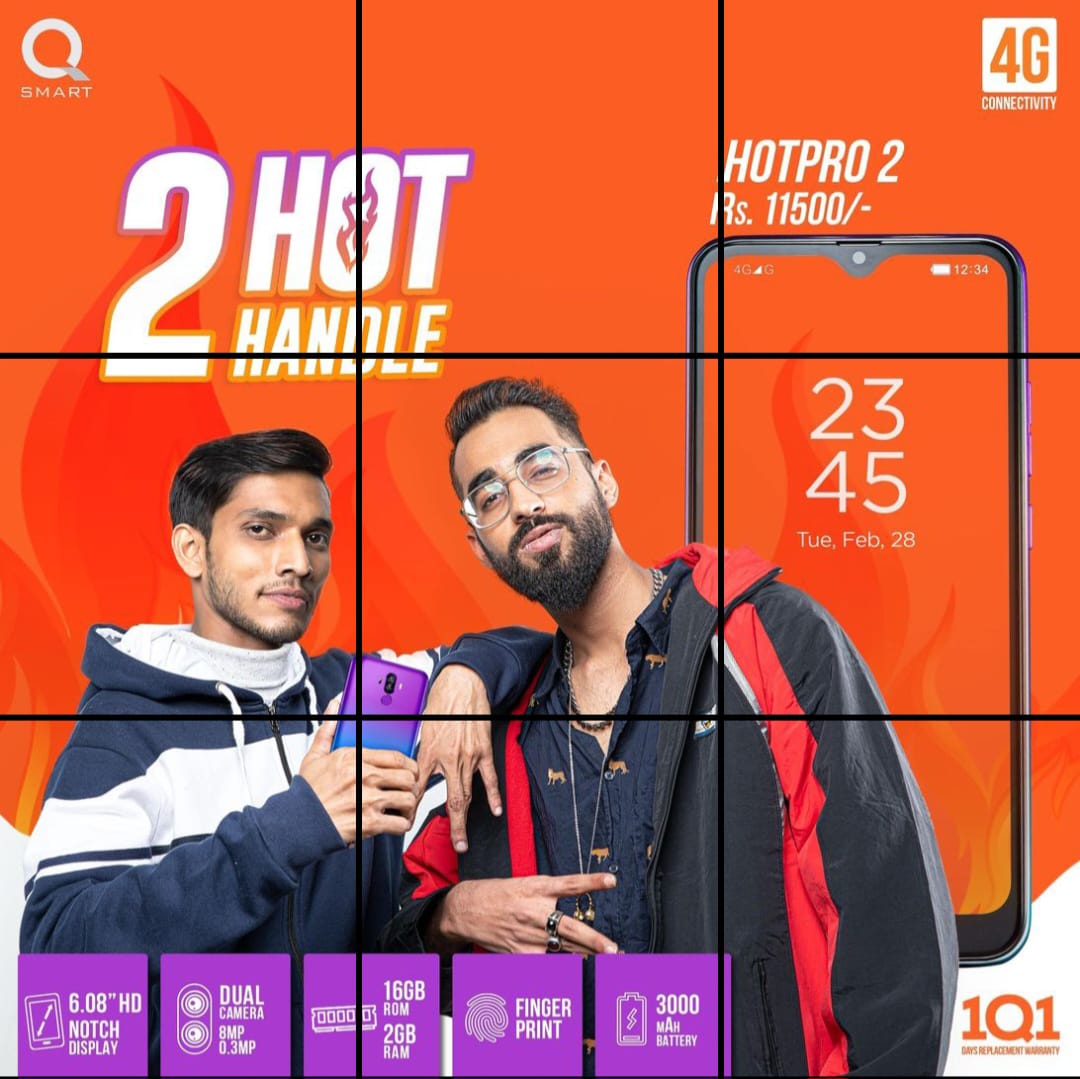 Q
SMART
4G
CONNECTIVITY
2 HOT
HANDLE
HOTPRO 2
Rs. 11500/-
4G G
12:34
23
45
Tue, Feb, 28
6.08” HD
NOTCH
DISPLAY
DUAL
CAMERA
8MP
0.3MP
16GB
ROM
2GB
RAM
FINGER
PRINT
3000
MAH
BATTERY
1Q1
DAYS REPLACEMENT WARRANTY